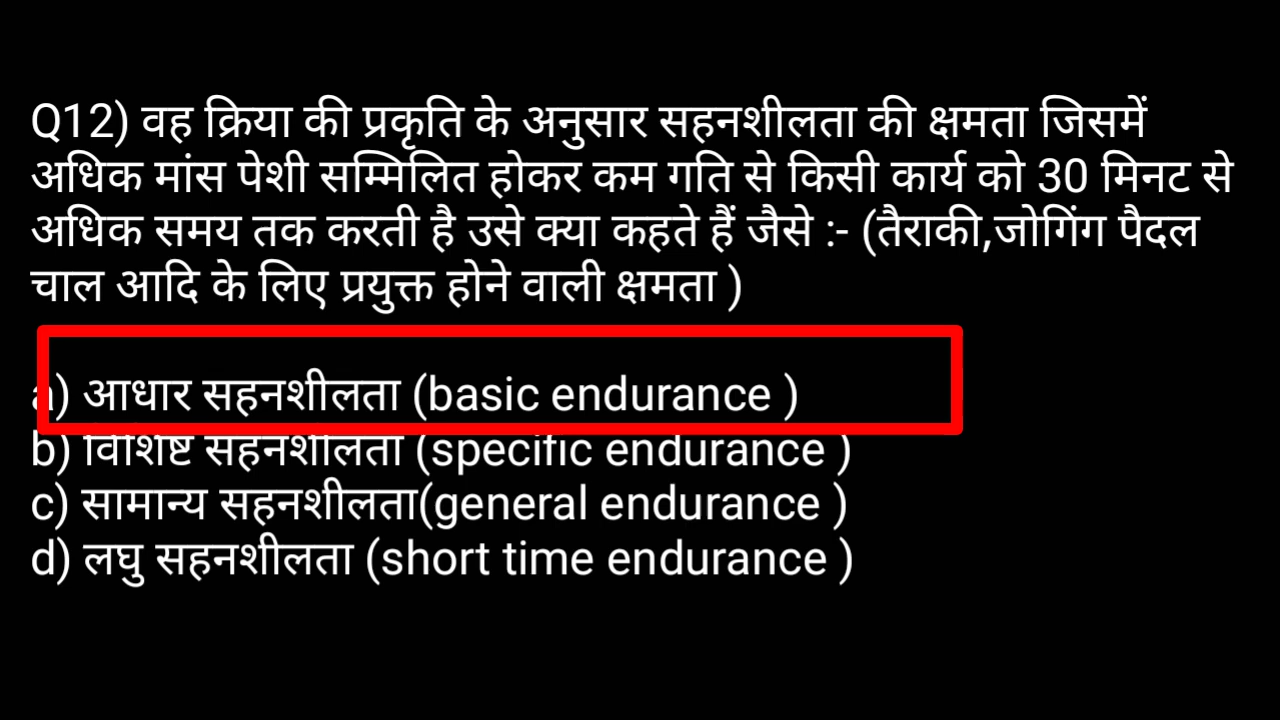 Q12) वह क्रिया की प्रकृति के अनुसार सहनशीलता की क्षमता जिसमें
अधिक मांस पेशी सम्मिलित होकर कम गति से किसी कार्य को 30 मिनट से
अधिक समय तक करती है उसे क्या कहते हैं जैसे :- (तैराकी,जोगिंग पैदल
चाल आदि के लिए प्रयुक्त होने वाली क्षमता )
a) आधार सहनशीलता (basic endurance )
b) विशिष्ट सहनशीलता (specific endurance )
c) सामान्य सहनशीलता(general endurance )
d) लघु सहनशीलता (short time endurance )